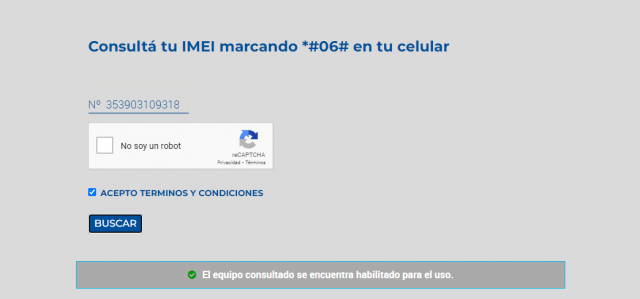 Consultá tu IMEI marcando *#06# en tu celular
Nº 353903109318
No soy un robot
reCAPTCHA
Privacidad - Términos
ACEPTO TERMINOS Y CONDICIONES
BUSCAR
El equipo consultado se encuentra habilitado para el uso.